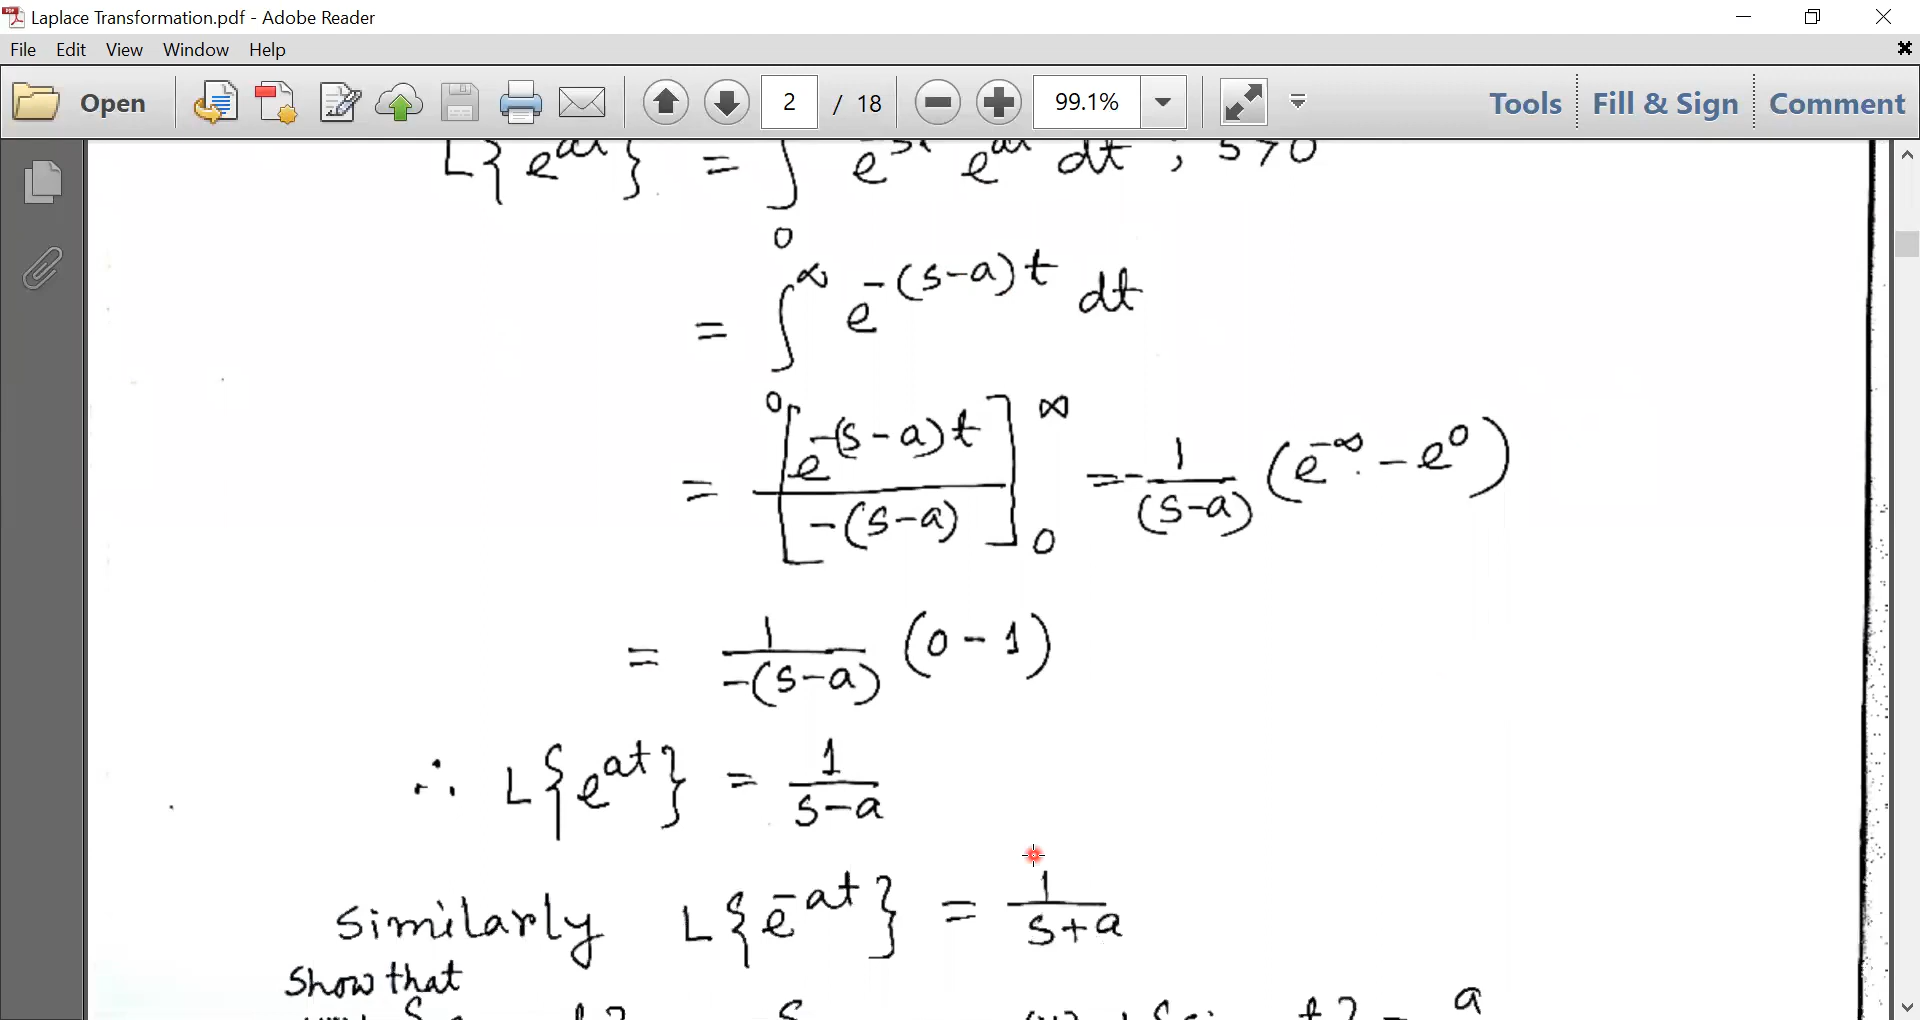 Laplace Transformation.pdf - Adobe Reader
File Edit View Window Help
Open 2 / 18 99.1% Tools Fill & Sign Comment
L{e^{at}} = ∫_0 e^{-st} e^{at} dt ; s>0
= ∫_0^∞ e^{-(s-a)t} dt
= [e^{-(s-a)t} / -(s-a)]_0^∞ = - 1/(s-a) (e^{-∞} - e^0)
= 1/-(s-a) (0-1)
∴ L{e^{at}} = 1/s-a
Similarly L{e^{-at}} = 1/s+a
Show that